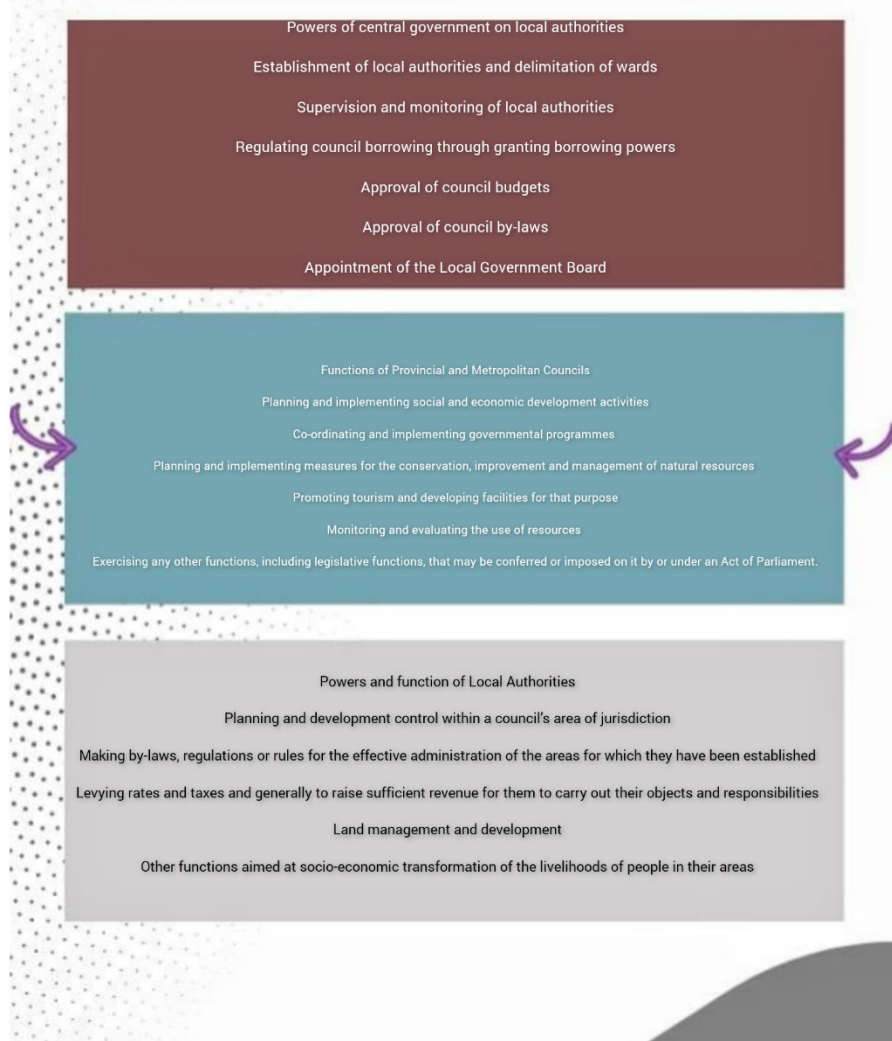 Powers of central government on local authorities
Establishment of local authorities and delimitation of wards
Supervision and monitoring of local authorities
Regulating council borrowing through granting borrowing powers
Approval of council budgets
Approval of council by-laws
Appointment of the Local Government Board
Functions of Provincial and Metropolitan Councils
Planning and implementing social and economic development activities
Co-ordinating and implementing governmental programmes
Planning and implementing measures for the conservation, improvement and management of natural resources
Promoting tourism and developing facilities for that purpose
Monitoring and evaluating the use of resources
Exercising any other functions, including legislative functions, that may be conferred or imposed on it by or under an Act of Parliament.
Powers and function of Local Authorities
Planning and development control within a council's area of jurisdiction
Making by-laws, regulations or rules for the effective administration of the areas for which they have been established
Levying rates and taxes and generally to raise sufficient revenue for them to carry out their objects and responsibilities
Land management and development
Other functions aimed at socio-economic transformation of the livelihoods of people in their areas